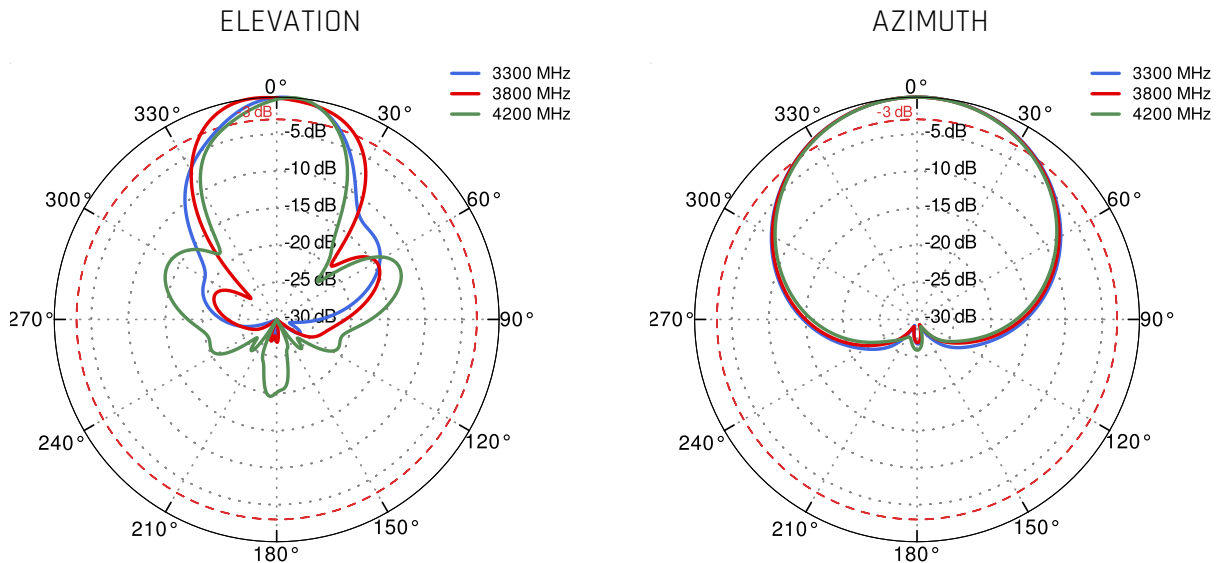 ELEVATION
3300 MHz
3800 MHz
4200 MHz
0°
330°
30°
-3 dB
-5 dB
-10 dB
300°
60°
-15 dB
-20 dB
-25 dB
-30 dB
270°
90°
240°
120°
210°
150°
180°
AZIMUTH
3300 MHz
3800 MHz
4200 MHz
0°
330°
30°
-3 dB
-5 dB
-10 dB
300°
60°
-15 dB
-20 dB
-25 dB
-30 dB
270°
90°
240°
120°
210°
150°
180°